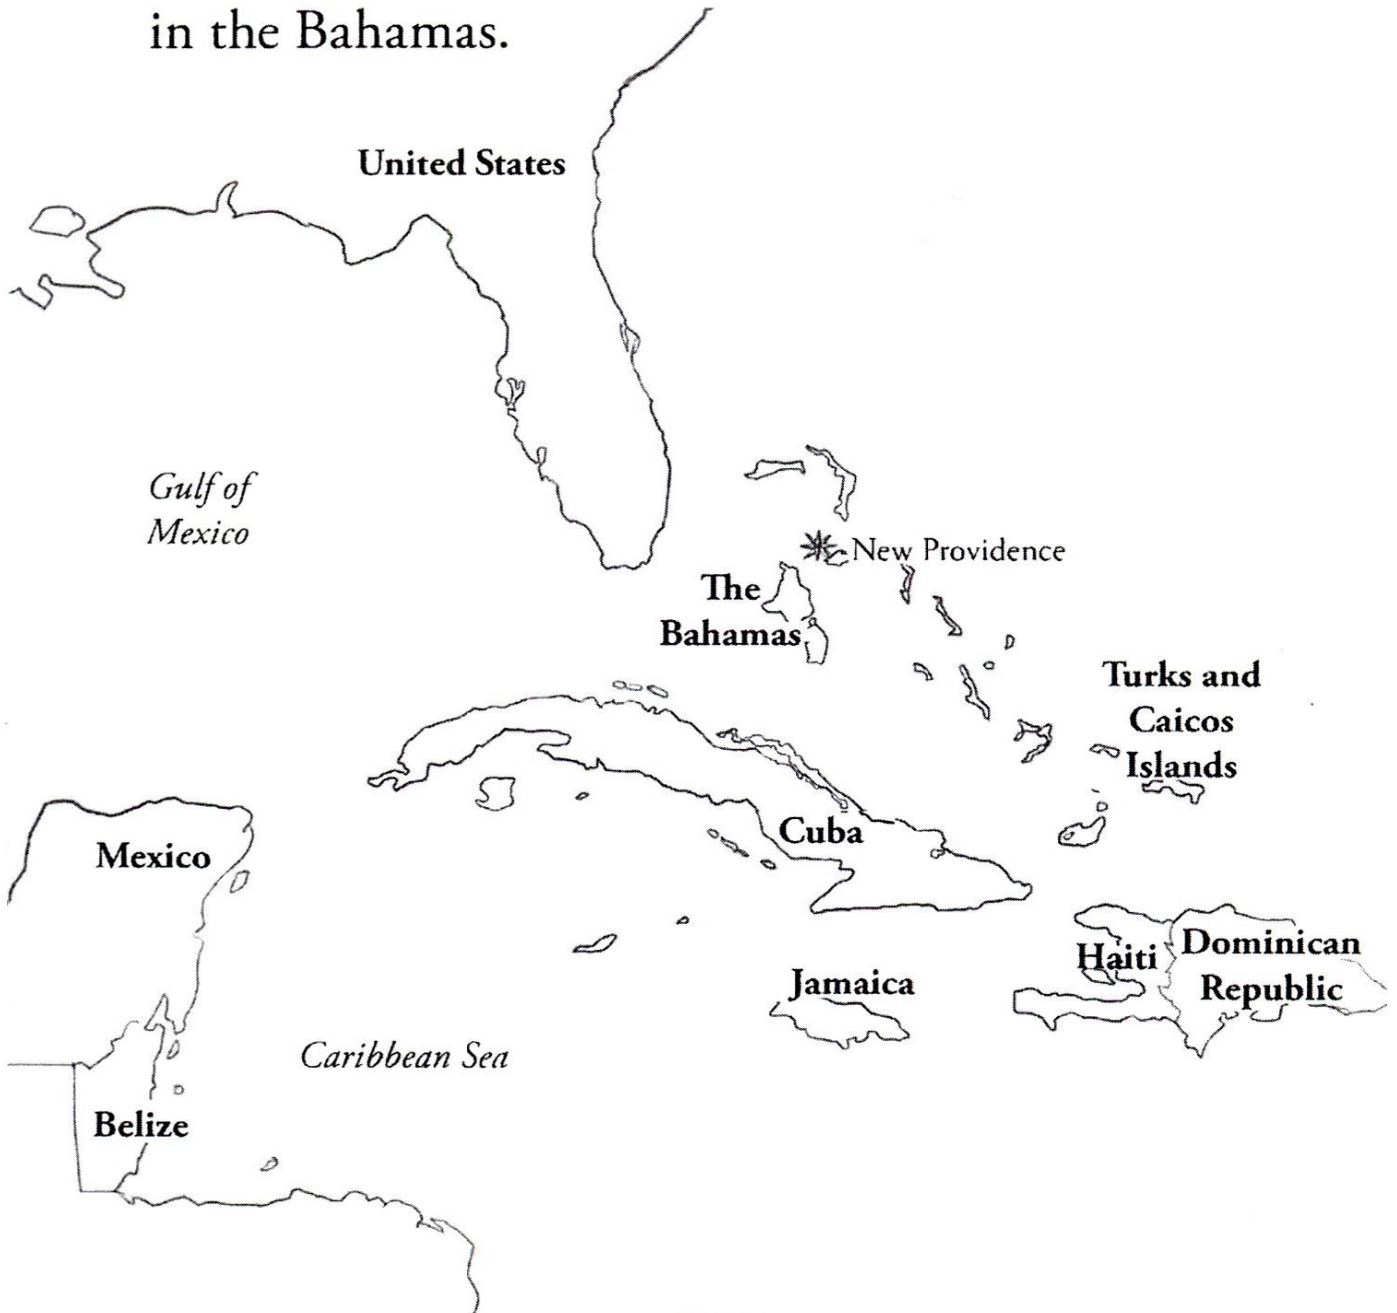 in the Bahamas.
United States
Gulf of
Mexico
New Providence
The
Bahamas
Turks and
Caicos
Islands
Cuba
Mexico
Haiti
Dominican
Republic
Jamaica
Caribbean Sea
Belize